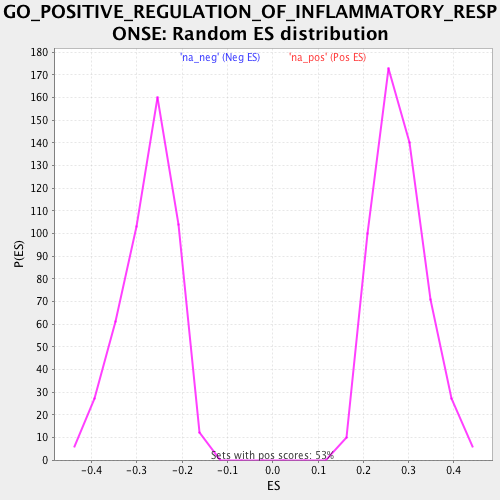 GO_POSITIVE_REGULATION_OF_INFLAMMATORY_RESP
ONSE: Random ES distribution
'na_neg' (Neg ES) 'na_pos' (Pos ES)
180
170
160
150
140
130
120
110
100
90
80
70
60
50
40
30
20
10
0
P(ES)
Sets with pos scores: 53%
-0.4 -0.3 -0.2 -0.1 0.0 0.1 0.2 0.3 0.4
ES